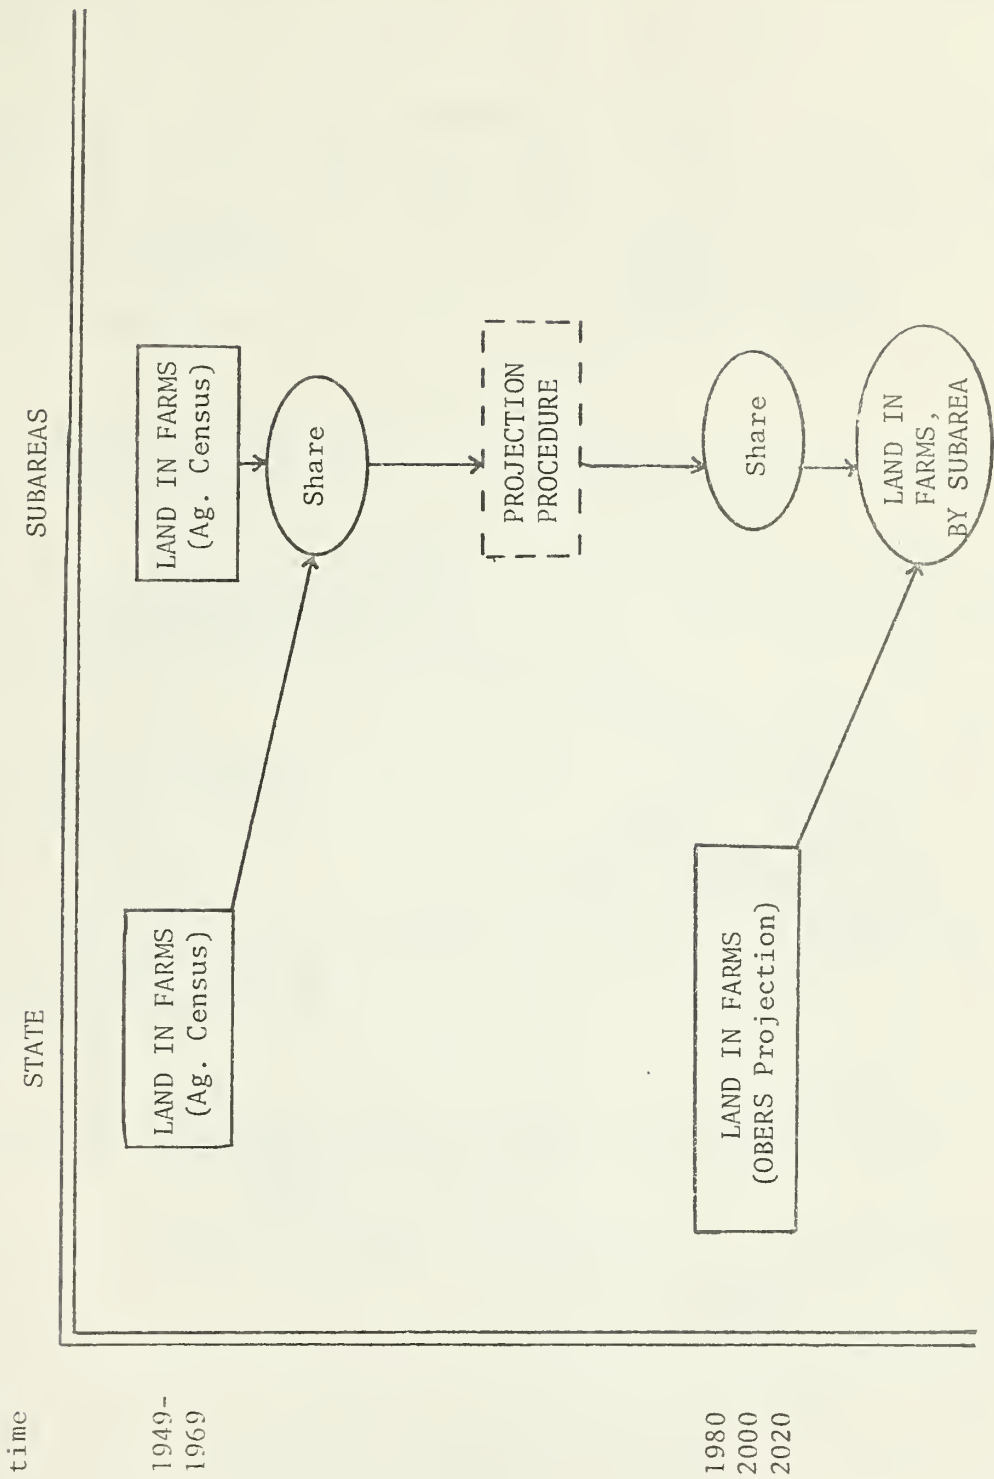 STATE
SUBAREAS
time
1949-
1969
LAND IN FARMS
(Ag. Census)
LAND IN FARMS
(Ag. Census)
Share
PROJECTION
PROCEDURE
1980
2000
2020
LAND IN FARMS
(OBERS Projection)
Share
LAND IN
FARMS,
BY SUBAREA